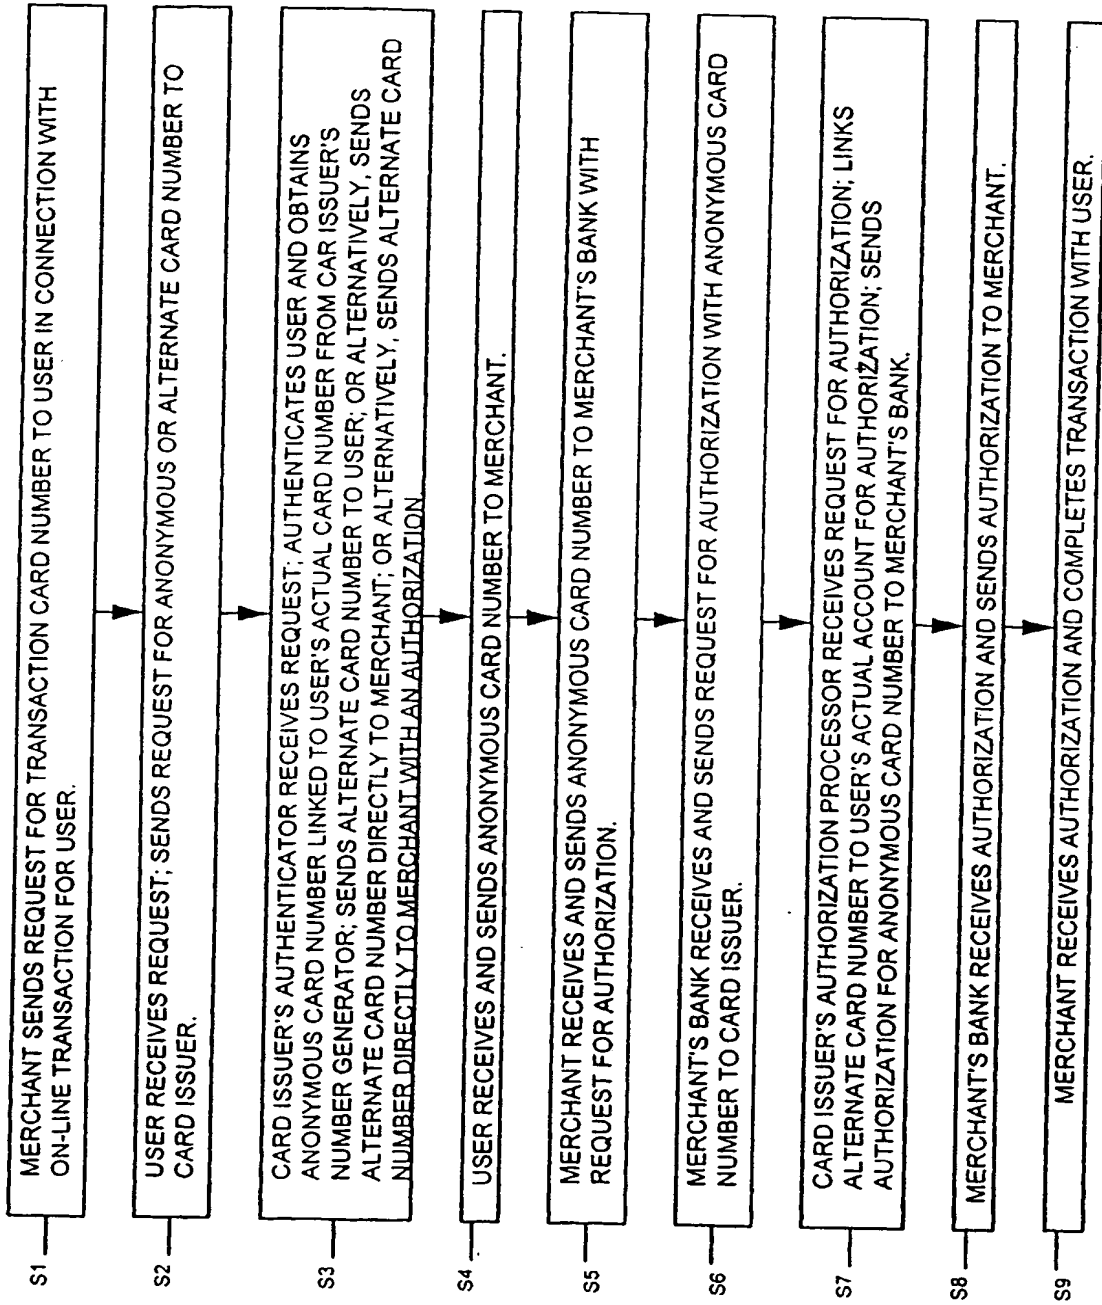 S1
MERCHANT SENDS REQUEST FOR TRANSACTION CARD NUMBER TO USER IN CONNECTION WITH
ON-LINE TRANSACTION FOR USER.
S2
USER RECEIVES REQUEST; SENDS REQUEST FOR ANONYMOUS OR ALTERNATE CARD NUMBER TO
CARD ISSUER.
S3
CARD ISSUER'S AUTHENTICATOR RECEIVES REQUEST; AUTHENTICATES USER AND OBTAINS
ANONYMOUS CARD NUMBER LINKED TO USER'S ACTUAL CARD NUMBER FROM CAR ISSUER'S
NUMBER GENERATOR; SENDS ALTERNATE CARD NUMBER TO USER; OR ALTERNATIVELY, SENDS
ALTERNATE CARD NUMBER DIRECTLY TO MERCHANT; OR ALTERNATIVELY, SENDS ALTERNATE CARD
NUMBER DIRECTLY TO MERCHANT WITH AN AUTHORIZATION
S4
USER RECEIVES AND SENDS ANONYMOUS CARD NUMBER TO MERCHANT.
S5
MERCHANT RECEIVES AND SENDS ANONYMOUS CARD NUMBER TO MERCHANT'S BANK WITH
REQUEST FOR AUTHORIZATION.
S6
MERCHANT'S BANK RECEIVES AND SENDS REQUEST FOR AUTHORIZATION WITH ANONYMOUS CARD
NUMBER TO CARD ISSUER.
S7
CARD ISSUER'S AUTHORIZATION PROCESSOR RECEIVES REQUEST FOR AUTHORIZATION; LINKS
ALTERNATE CARD NUMBER TO USER'S ACTUAL ACCOUNT FOR AUTHORIZATION; SENDS
AUTHORIZATION FOR ANONYMOUS CARD NUMBER TO MERCHANT'S BANK.
S8
MERCHANT'S BANK RECEIVES AUTHORIZATION AND SENDS AUTHORIZATION TO MERCHANT.
S9
MERCHANT RECEIVES AUTHORIZATION AND COMPLETES TRANSACTION WITH USER.